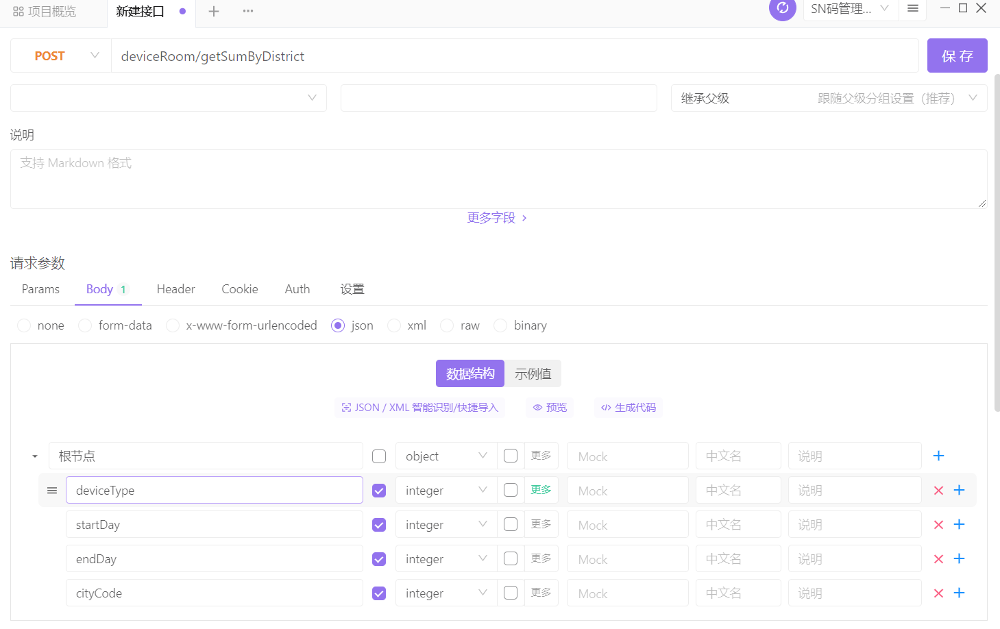 项目概览 新建接口 SN码管理...
POST deviceRoom/getSumByDistrict 保 存
继承父级 跟随父级分组设置（推荐）
说明
支持 Markdown 格式
更多字段
请求参数
Params Body 1 Header Cookie Auth 设置
none form-data x-www-form-urlencoded json xml raw binary
数据结构 示例值
JSON / XML 智能识别/快捷导入 预览 生成代码
根节点 object 更多 Mock 中文名 说明
deviceType integer 更多 Mock 中文名 说明
startDay integer 更多 Mock 中文名 说明
endDay integer 更多 Mock 中文名 说明
cityCode integer 更多 Mock 中文名 说明